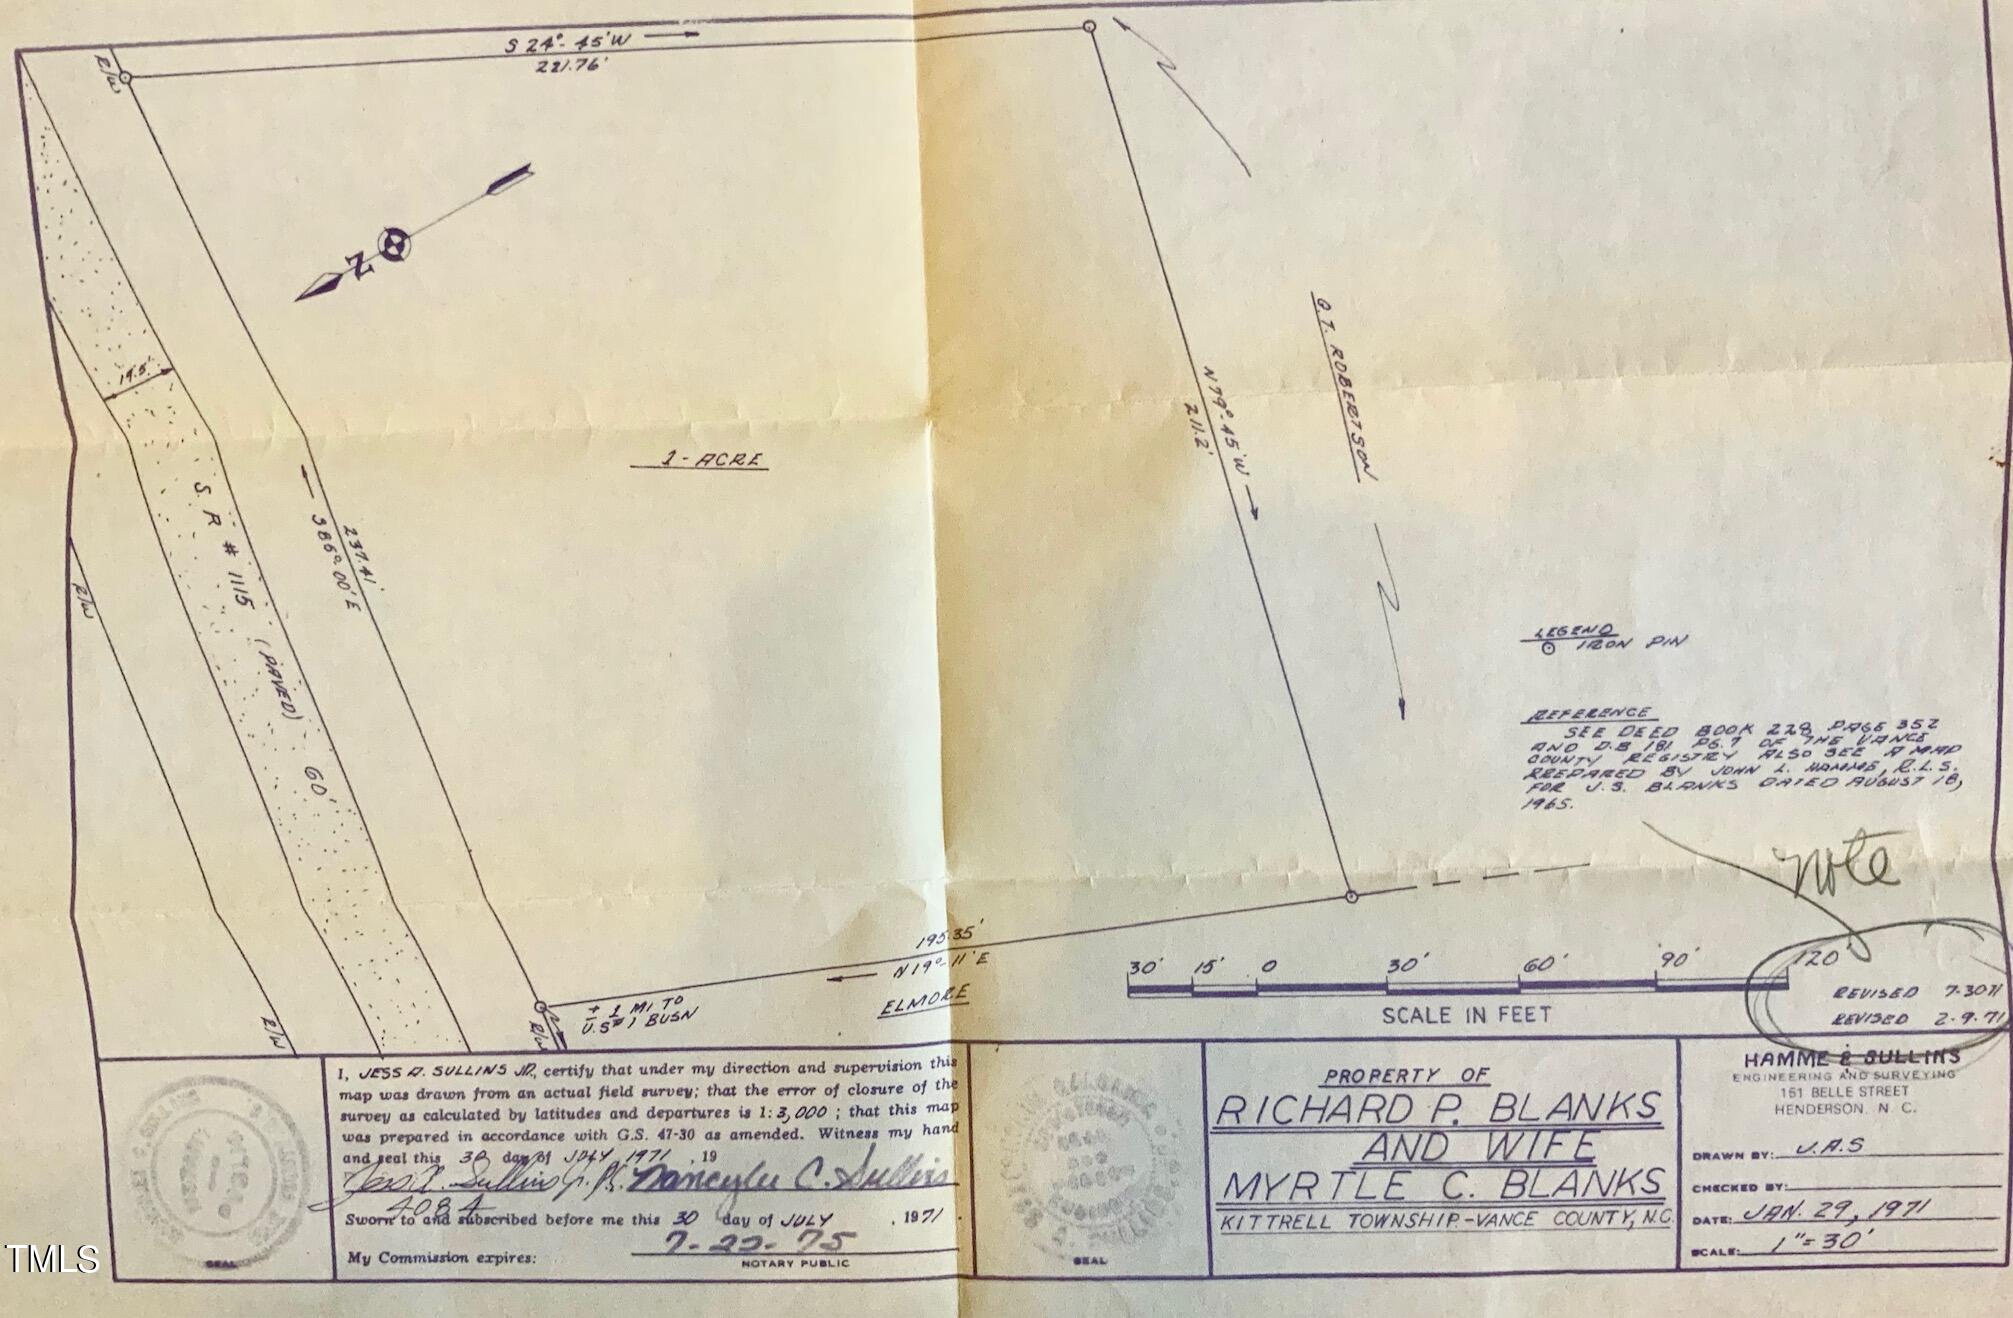 S 24°-45'W
221.76'
R/W
N
19.5'
1-ACRE
N 79°-45'W
211.2'
Q.T. ROBERTSON
S. R # 1115 (PAVED) 60
237.41'
S86°00'E
R/W
LEGEND
IRON PIN
REFERENCE
SEE DEED BOOK 228, PAGE 352
AND D.B 181 PG.7 OF THE VANCE
COUNTY REGISTRY ALSO SEE A MAP
PREPARED BY JOHN L. HAMME, R.L.S.
FOR J.S. BLANKS DATED AUGUST 18,
1965.
Note
195.35'
N19°-11'E
ELMORE
± 1 MI TO
U.S# 1 BUSN
R/W
R/W
30' 15' 0 30' 60' 90' 120'
SCALE IN FEET
REVISED 7-30-71
REVISED 2-9-71
I, JESS A. SULLINS JR, certify that under my direction and supervision this
map was drawn from an actual field survey; that the error of closure of the
survey as calculated by latitudes and departures is 1:3,000 ; that this map
was prepared in accordance with G.S. 47-30 as amended. Witness my hand
and seal this 30 day of JULY 1971 , 19
Jess A. Sullins Jr. Nancylee C. Sullins
4084
Sworn to and subscribed before me this 30 day of JULY , 1971 .
7-22-75
My Commission expires:
NOTARY PUBLIC
SEAL
SEAL
PROPERTY OF
RICHARD P. BLANKS
AND WIFE
MYRTLE C. BLANKS
KITTRELL TOWNSHIP-VANCE COUNTY, N.C.
HAMME & SULLINS
ENGINEERING AND SURVEYING
151 BELLE STREET
HENDERSON, N. C.
DRAWN BY: J.A.S
CHECKED BY:
DATE: JAN. 29, 1971
SCALE: 1"=30'
TMLS